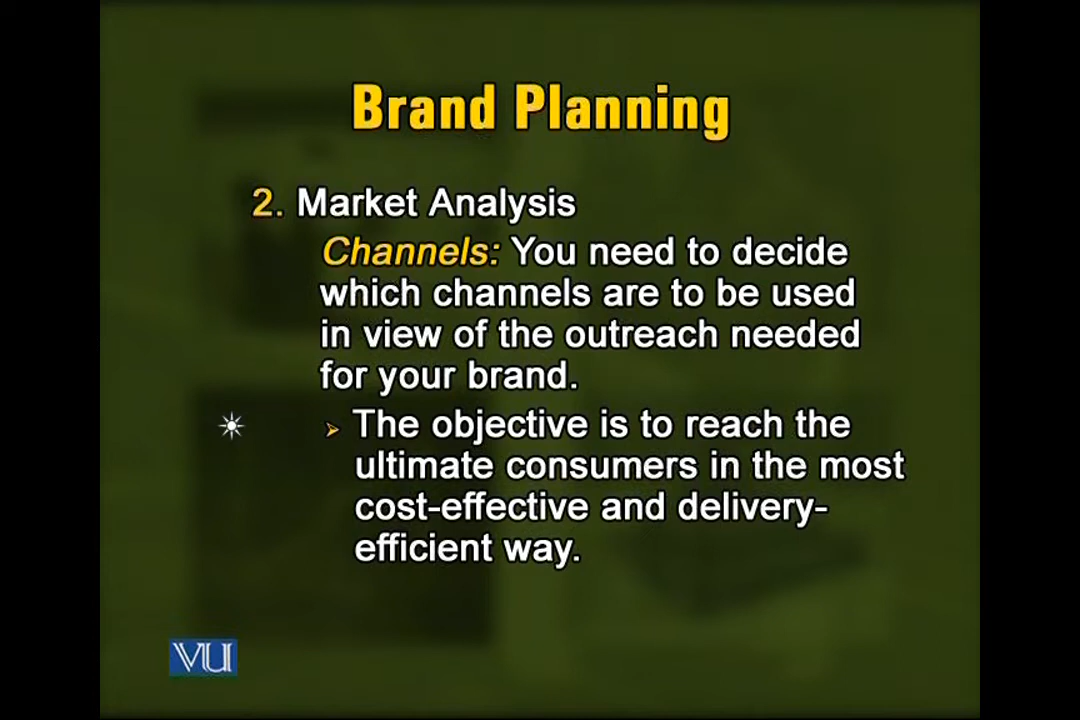 Brand Planning
2. Market Analysis
Channels: You need to decide
which channels are to be used
in view of the outreach needed
for your brand.
➢ The objective is to reach the
ultimate consumers in the most
cost-effective and delivery-
efficient way.
VU